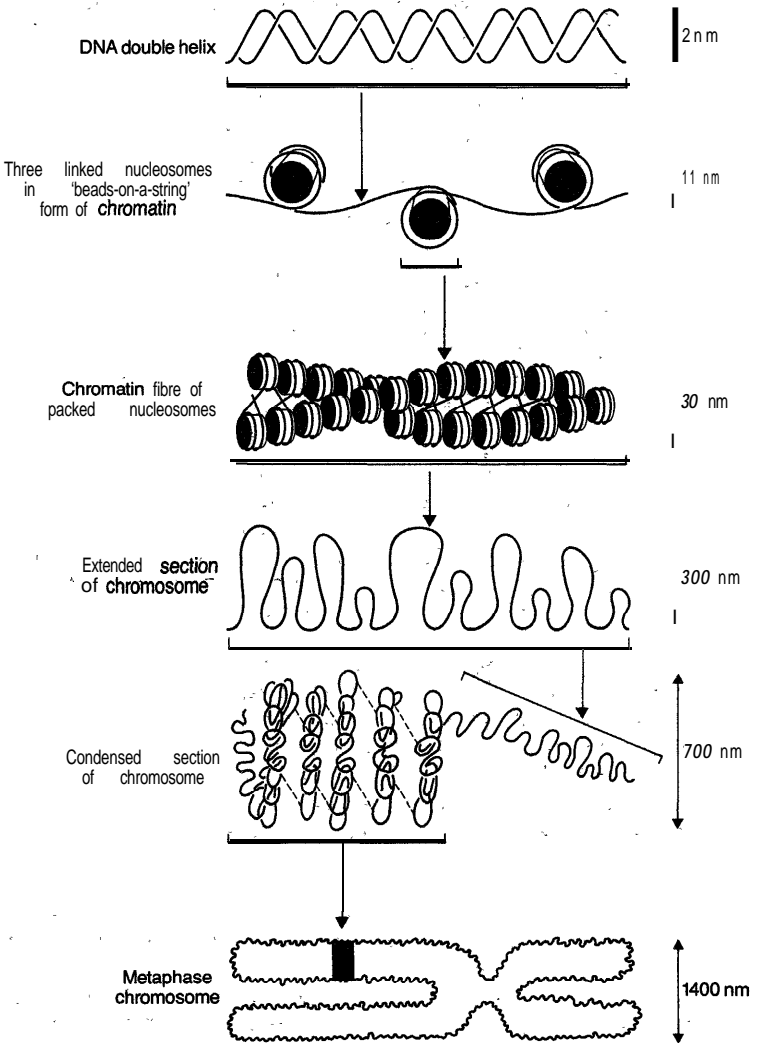 DNA double helix
2nm
Three linked nucleosomes
in 'beads-on-a-string'
form of chromatin
11 nm
Chromatin fibre of
packed nucleosomes
30 nm
Extended section
of chromosome
300 nm
Condensed section
of chromosome
700 nm
Metaphase
chromosome
1400 nm